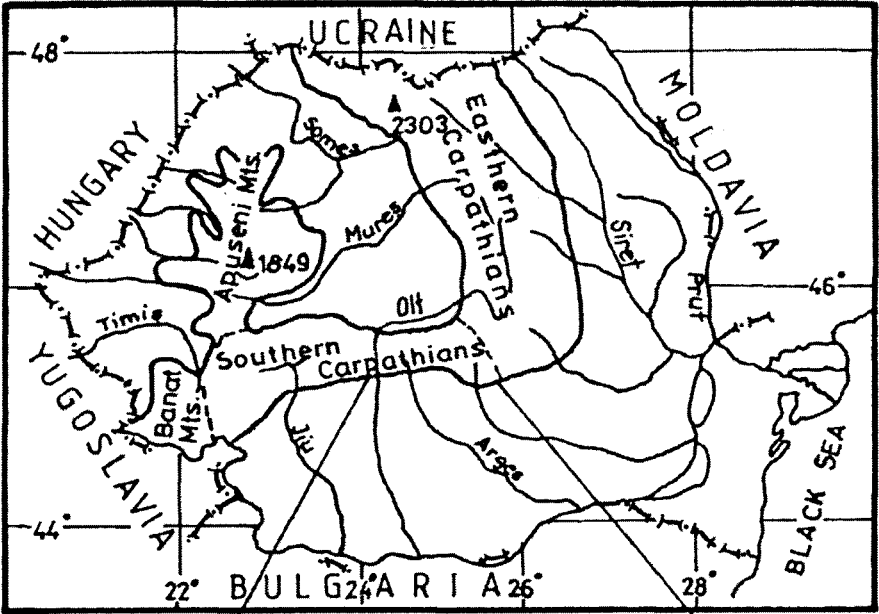 UCRAINE
48°
MOLDAVIA
2303
Someş
Easthern
Carpathians
HUNGARY
Apuseni Mts.
Mureş
1849
Siret
Prut
46°
Olt
Timiş
Southern
Carpathians
YUGOSLAVIA
Banat
Mts.
Jiu
Argeş
BLACK SEA
44°
22°
BULGARIA
24°
26°
28°